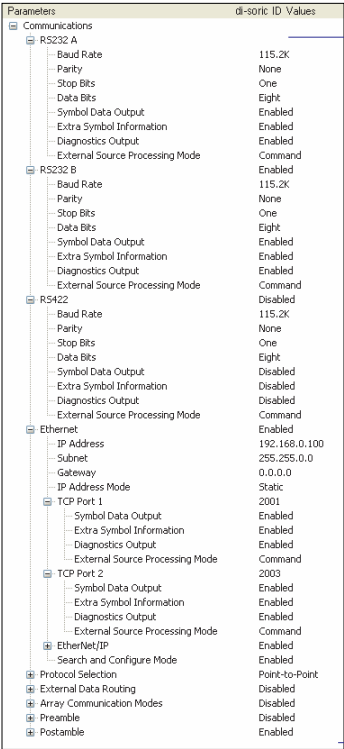 Parameters di-soric ID Values
Communications
RS232 A
Baud Rate 115.2K
Parity None
Stop Bits One
Data Bits Eight
Symbol Data Output Enabled
Extra Symbol Information Enabled
Diagnostics Output Enabled
External Source Processing Mode Command
RS232 B Enabled
Baud Rate 115.2K
Parity None
Stop Bits One
Data Bits Eight
Symbol Data Output Enabled
Extra Symbol Information Enabled
Diagnostics Output Enabled
External Source Processing Mode Command
RS422 Disabled
Baud Rate 115.2K
Parity None
Stop Bits One
Data Bits Eight
Symbol Data Output Disabled
Extra Symbol Information Disabled
Diagnostics Output Disabled
External Source Processing Mode Command
Ethernet Enabled
IP Address 192.168.0.100
Subnet 255.255.0.0
Gateway 0.0.0.0
IP Address Mode Static
TCP Port 1 2001
Symbol Data Output Enabled
Extra Symbol Information Enabled
Diagnostics Output Enabled
External Source Processing Mode Command
TCP Port 2 2003
Symbol Data Output Enabled
Extra Symbol Information Enabled
Diagnostics Output Enabled
External Source Processing Mode Command
EtherNet/IP Enabled
Search and Configure Mode Enabled
Protocol Selection Point-to-Point
External Data Routing Disabled
Array Communication Modes Disabled
Preamble Disabled
Postamble Enabled